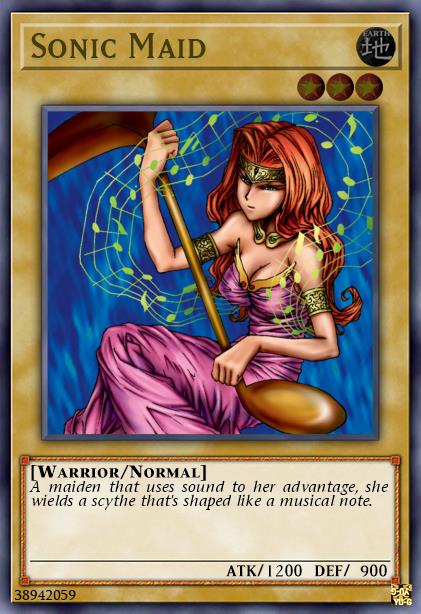 Sonic Maid
EARTH
地
[Warrior/Normal]
A maiden that uses sound to her advantage, she
wields a scythe that's shaped like a musical note.
ATK/1200 DEF/ 900
38942059